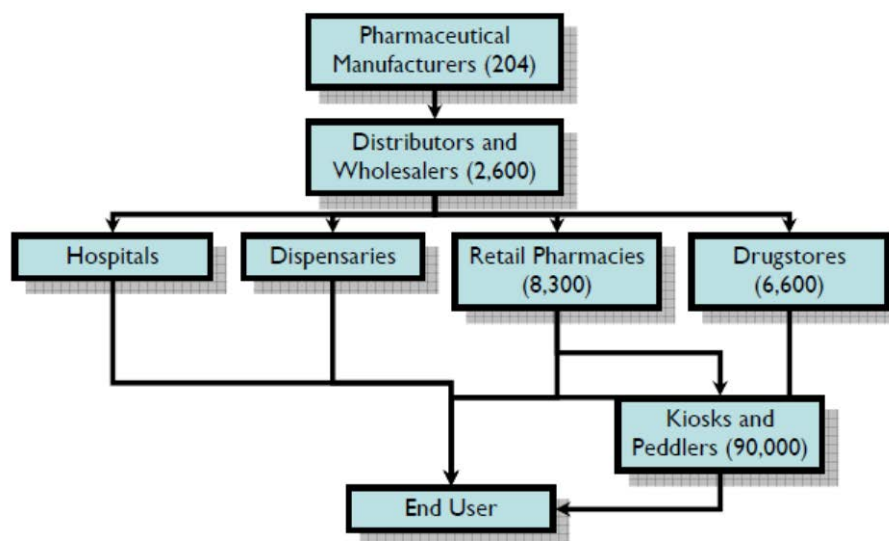 Pharmaceutical
Manufacturers (204)
Distributors and
Wholesalers (2,600)
Hospitals
Dispensaries
Retail Pharmacies
(8,300)
Drugstores
(6,600)
Kiosks and
Peddlers (90,000)
End User